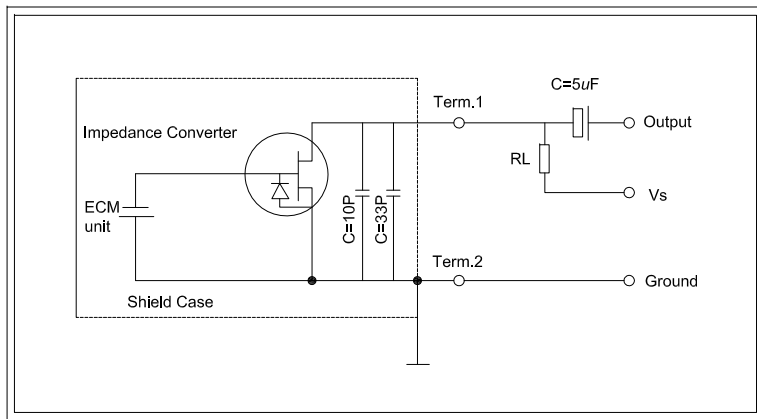 C=5uF
Term.1
Output
Impedance Converter
RL
Vs
ECM
unit
C=10P
C=33P
Term.2
Ground
Shield Case